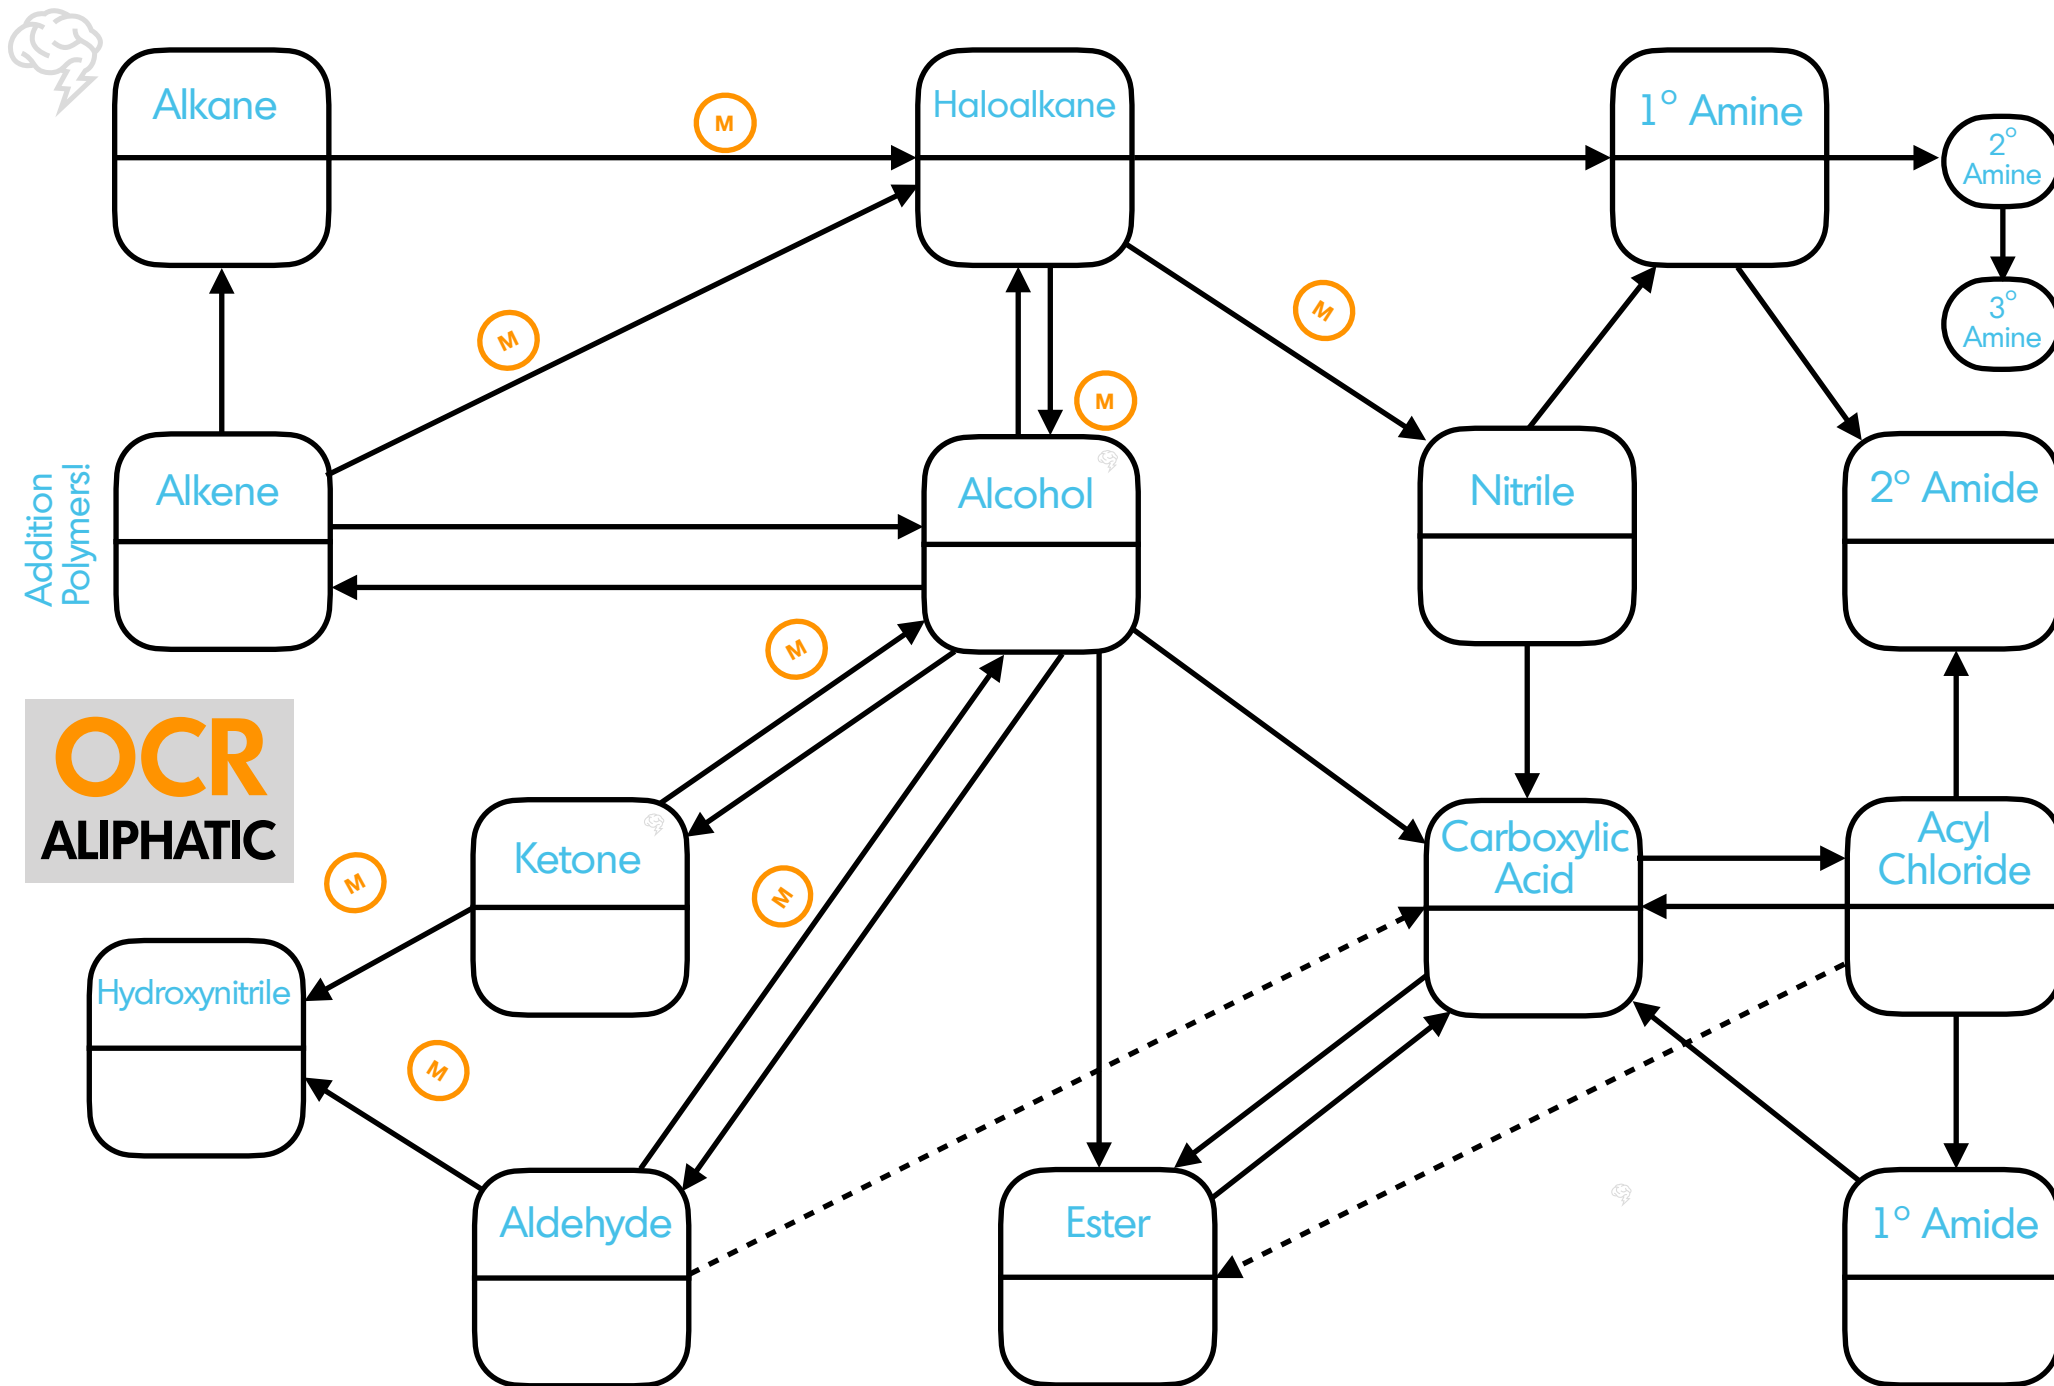 Alkane
M
Haloalkane
1° Amine
2°
Amine
M
M
3°
Amine
M
Addition
Polymers!
Alkene
Alcohol
Nitrile
2° Amide
M
OCR
ALIPHATIC
Ketone
M
M
Carboxylic
Acid
Acyl
Chloride
Hydroxynitrile
M
Aldehyde
Ester
1° Amide